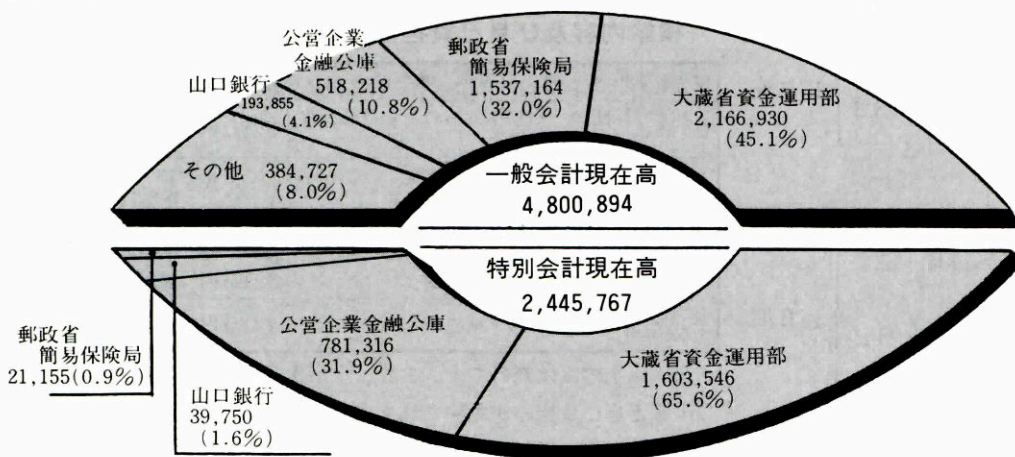 公営企業
金融公庫
518,218
(10.8%)
郵政省
簡易保険局
1,537,164
(32.0%)
大蔵省資金運用部
2,166,930
(45.1%)
山口銀行
193,855
(4.1%)
その他 384,727
(8.0%)
一般会計現在高
4,800,894
特別会計現在高
2,445,767
郵政省
簡易保険局
21,155(0.9%)
山口銀行
39,750
(1.6%)
公営企業金融公庫
781,316
(31.9%)
大蔵省資金運用部
1,603,546
(65.6%)